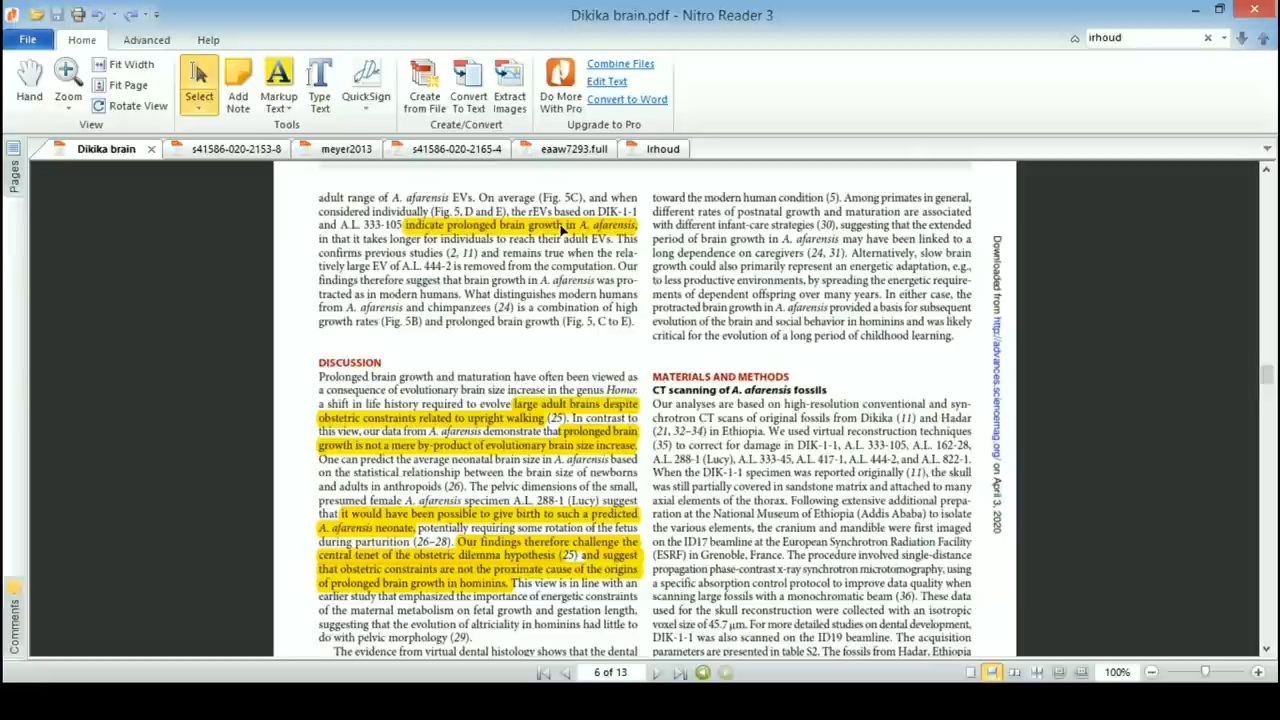 Dikika brain.pdf - Nitro Reader 3
File
Home
Advanced
Help
irhoud
Hand
Zoom
Fit Width
Fit Page
Rotate View
View
Select
Add Note
Markup Text
Type Text
QuickSign
Tools
Create from File
Convert To Text
Extract Images
Create/Convert
Do More With Pro
Combine Files
Edit Text
Convert to Word
Upgrade to Pro
Dikika brain
s41586-020-2153-8
meyer2013
s41586-020-2165-4
eaaw7293.full
Irhoud
Pages
Comments
adult range of A. afarensis EVs. On average (Fig. 5C), and when
considered individually (Fig. 5, D and E), the rEVs based on DIK-1-1
and A.L. 333-105 indicate prolonged brain growth in A. afarensis,
in that it takes longer for individuals to reach their adult EVs. This
confirms previous studies (2, 11) and remains true when the rela-
tively large EV of A.L. 444-2 is removed from the computation. Our
findings therefore suggest that brain growth in A. afarensis was pro-
tracted as in modern humans. What distinguishes modern humans
from A. afarensis and chimpanzees (24) is a combination of high
growth rates (Fig. 5B) and prolonged brain growth (Fig. 5, C to E).
DISCUSSION
Prolonged brain growth and maturation have often been viewed as
a consequence of evolutionary brain size increase in the genus Homo:
a shift in life history required to evolve large adult brains despite
obstetric constraints related to upright walking (25). In contrast to
this view, our data from A. afarensis demonstrate that prolonged brain
growth is not a mere by-product of evolutionary brain size increase.
One can predict the average neonatal brain size in A. afarensis based
on the statistical relationship between the brain size of newborns
and adults in anthropoids (26). The pelvic dimensions of the small,
presumed female A. afarensis specimen A.L. 288-1 (Lucy) suggest
that it would have been possible to give birth to such a predicted
A. afarensis neonate, potentially requiring some rotation of the fetus
during parturition (26–28). Our findings therefore challenge the
central tenet of the obstetric dilemma hypothesis (25) and suggest
that obstetric constraints are not the proximate cause of the origins
of prolonged brain growth in hominins. This view is in line with an
earlier study that emphasized the importance of energetic constraints
of the maternal metabolism on fetal growth and gestation length,
suggesting that the evolution of altriciality in hominins had little to
do with pelvic morphology (29).
The evidence from virtual dental histology shows that the dental
toward the modern human condition (5). Among primates in general,
different rates of postnatal growth and maturation are associated
with different infant-care strategies (30), suggesting that the extended
period of brain growth in A. afarensis may have been linked to a
long dependence on caregivers (24, 31). Alternatively, slow brain
growth could also primarily represent an energetic adaptation, e.g.,
to less productive environments, by spreading the energetic require-
ments of dependent offspring over many years. In either case, the
protracted brain growth in A. afarensis provided a basis for subsequent
evolution of the brain and social behavior in hominins and was likely
critical for the evolution of a long period of childhood learning.
MATERIALS AND METHODS
CT scanning of A. afarensis fossils
Our analyses are based on high-resolution conventional and syn-
chrotron CT scans of original fossils from Dikika (11) and Hadar
(21, 32–34) in Ethiopia. We used virtual reconstruction techniques
(35) to correct for damage in DIK-1-1, A.L. 333-105, A.L. 162-28,
A.L. 288-1 (Lucy), A.L. 333-45, A.L. 417-1, A.L. 444-2, and A.L. 822-1.
When the DIK-1-1 specimen was reported originally (11), the skull
was still partially covered in sandstone matrix and attached to many
axial elements of the thorax. Following extensive additional prepa-
ration at the National Museum of Ethiopia (Addis Ababa) to isolate
the various elements, the cranium and mandible were first imaged
on the ID17 beamline at the European Synchrotron Radiation Facility
(ESRF) in Grenoble, France. The procedure involved single-distance
propagation phase-contrast x-ray synchrotron microtomography, using
a specific absorption control protocol to improve data quality when
scanning large fossils with a monochromatic beam (36). These data
used for the skull reconstruction were collected with an isotropic
voxel size of 45.7 μm. For more detailed studies on dental development,
DIK-1-1 was also scanned on the ID19 beamline. The acquisition
parameters are presented in table S2. The fossils from Hadar, Ethiopia
Downloaded from http://advances.sciencemag.org/ on April 3, 2020
6 of 13
100%